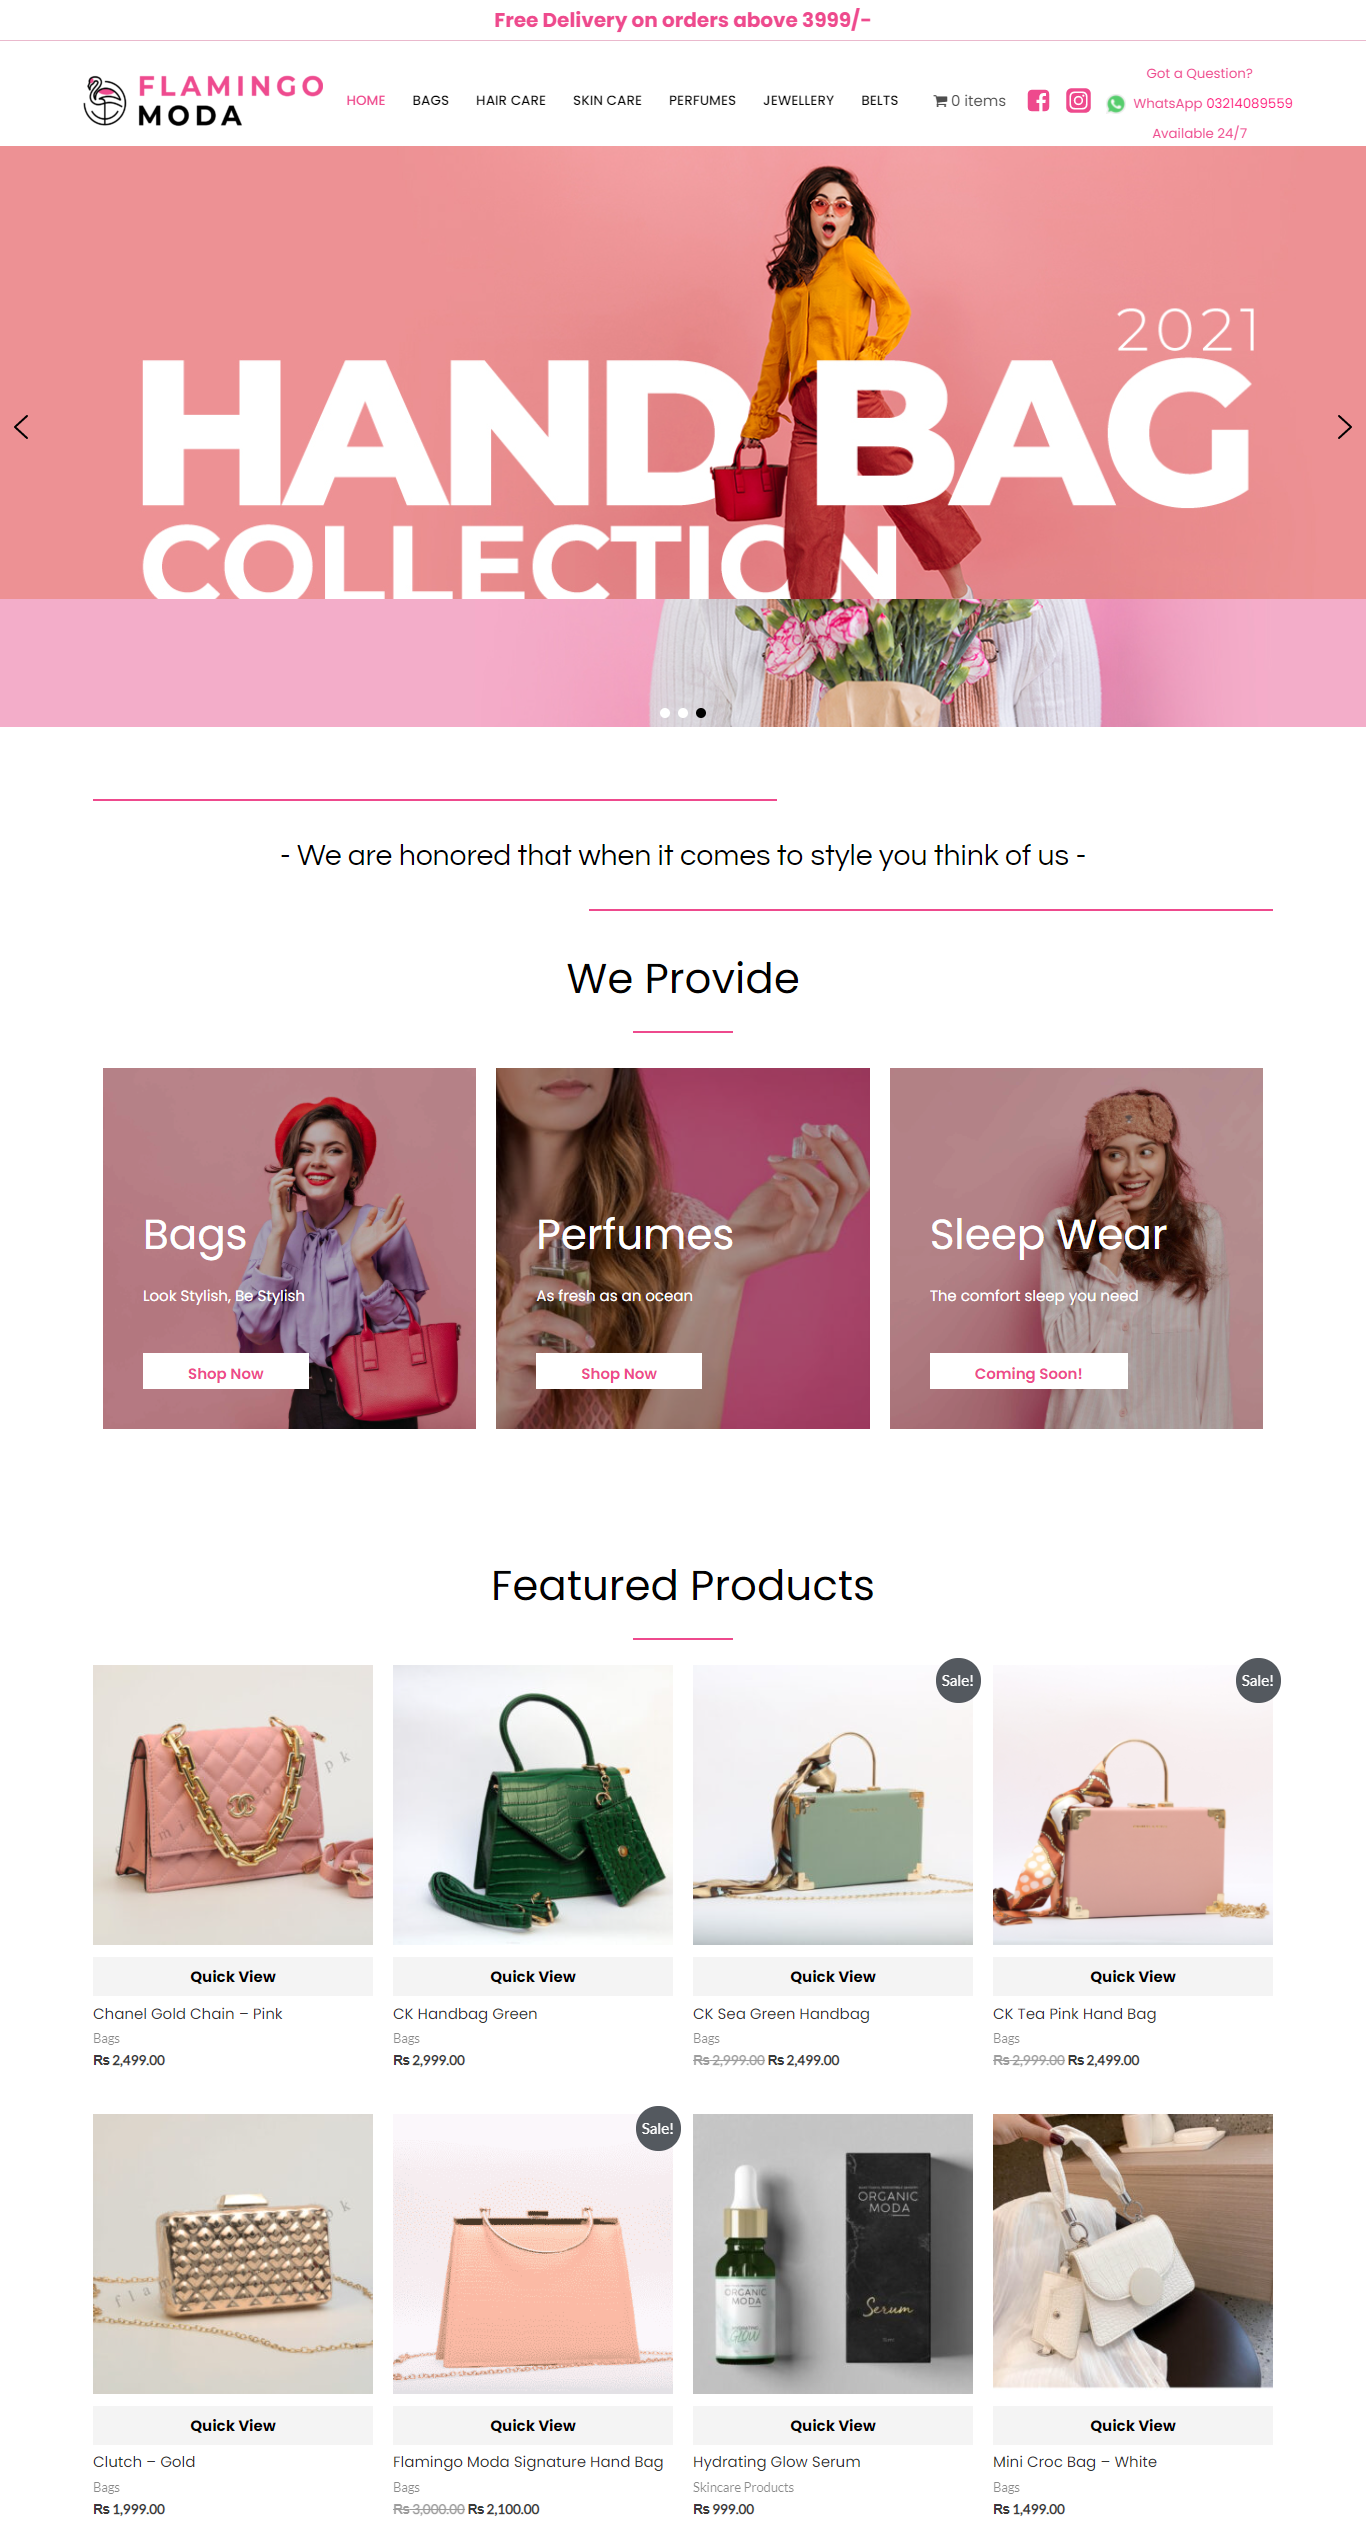 Free Delivery on orders above 3999/-
FLAMINGO
MODA
HOME BAGS HAIR CARE SKIN CARE PERFUMES JEWELLERY BELTS 0 items
Got a Question?
WhatsApp 03214089559
Available 24/7
2021
HAND BAG
COLLECTION
- We are honored that when it comes to style you think of us -
We Provide
Bags
Look Stylish, Be Stylish
Shop Now
Perfumes
As fresh as an ocean
Shop Now
Sleep Wear
The comfort sleep you need
Coming Soon!
Featured Products
Sale!
Sale!
Quick View Quick View Quick View Quick View
Chanel Gold Chain – Pink
Bags
₨ 2,499.00
CK Handbag Green
Bags
₨ 2,999.00
CK Sea Green Handbag
Bags
₨ 2,999.00 ₨ 2,499.00
CK Tea Pink Hand Bag
Bags
₨ 2,999.00 ₨ 2,499.00
Sale!
ORGANIC
MODA
GLOW
ORGANIC
MODA
Serum
Quick View Quick View Quick View Quick View
Clutch – Gold
Bags
₨ 1,999.00
Flamingo Moda Signature Hand Bag
Bags
₨ 3,000.00 ₨ 2,100.00
Hydrating Glow Serum
Skincare Products
₨ 999.00
Mini Croc Bag – White
Bags
₨ 1,499.00